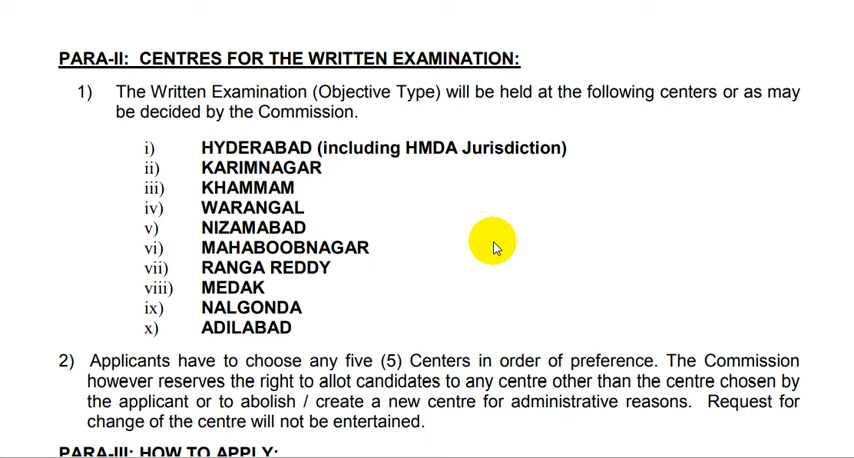 PARA-II: CENTRES FOR THE WRITTEN EXAMINATION:
1) The Written Examination (Objective Type) will be held at the following centers or as may
be decided by the Commission.
i) HYDERABAD (including HMDA Jurisdiction)
ii) KARIMNAGAR
iii) KHAMMAM
iv) WARANGAL
v) NIZAMABAD
vi) MAHABOOBNAGAR
vii) RANGA REDDY
viii) MEDAK
ix) NALGONDA
x) ADILABAD
2) Applicants have to choose any five (5) Centers in order of preference. The Commission
however reserves the right to allot candidates to any centre other than the centre chosen by
the applicant or to abolish / create a new centre for administrative reasons. Request for
change of the centre will not be entertained.
PARA-III: HOW TO APPLY: